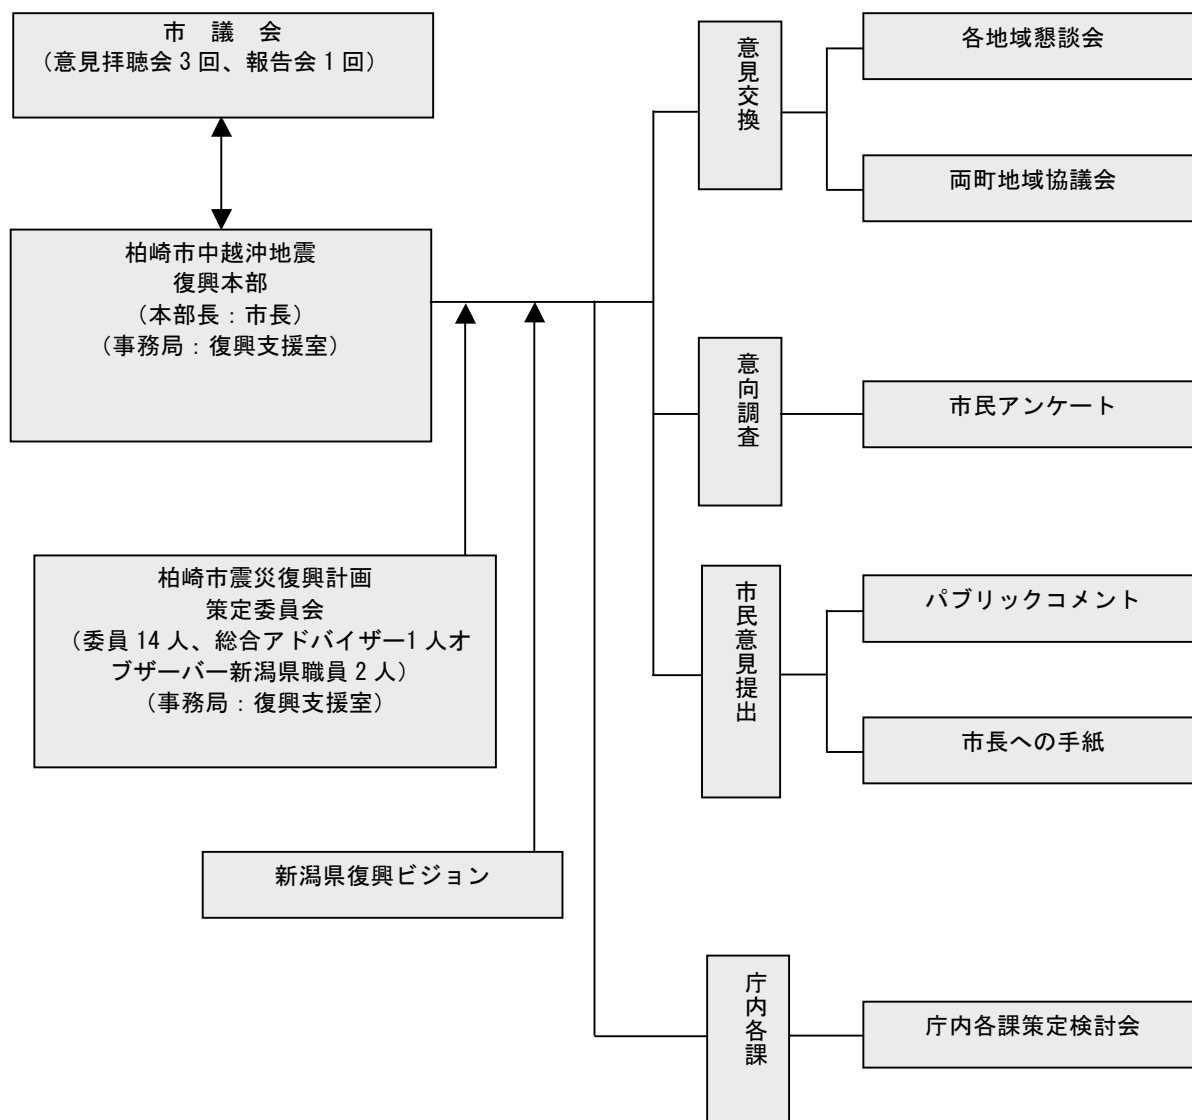 市　議　会
（意見拝聴会 3 回、報告会 1 回）
柏崎市中越沖地震
復興本部
（本部長：市長）
（事務局：復興支援室）
柏崎市震災復興計画
策定委員会
（委員 14 人、総合アドバイザー1 人オ
ブザーバー新潟県職員 2 人）
（事務局：復興支援室）
新潟県復興ビジョン
意見交換
各地域懇談会
両町地域協議会
意向調査
市民アンケート
市民意見提出
パブリックコメント
市長への手紙
庁内各課
庁内各課策定検討会